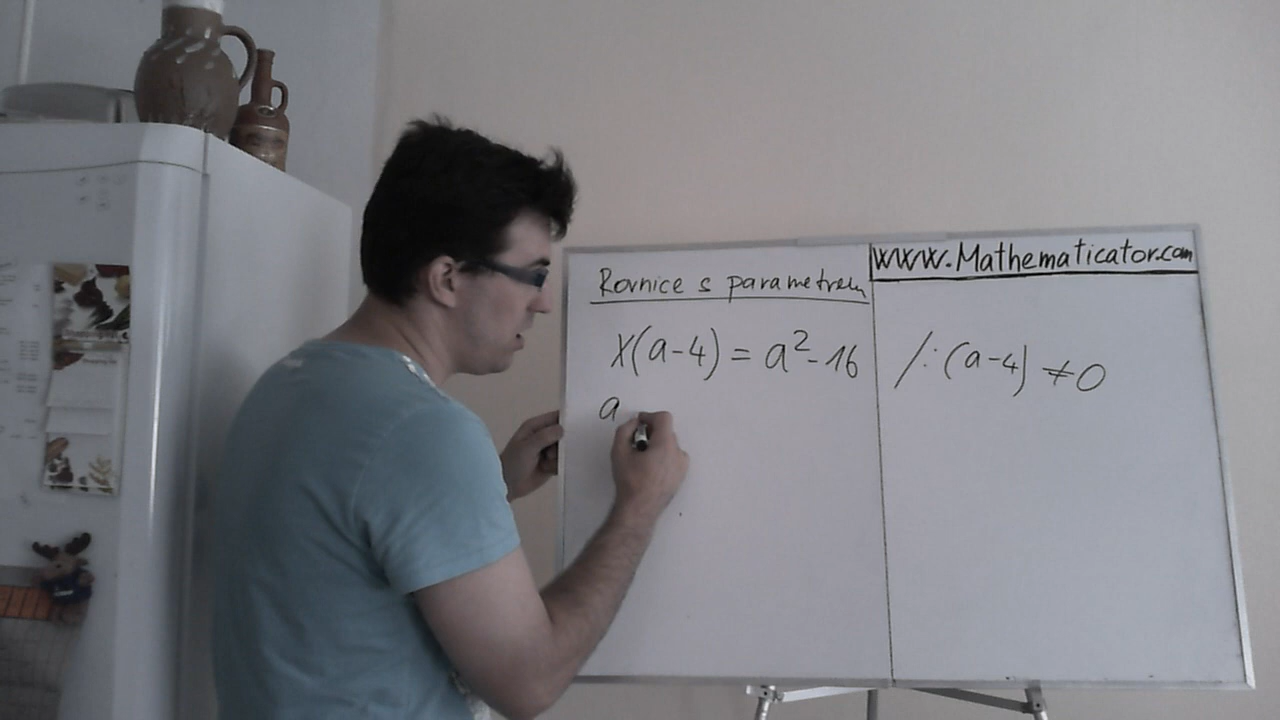 Rovnice s parametrem
x(a-4) = a²-16
a
www.Mathematicator.com
/:(a-4) ≠0